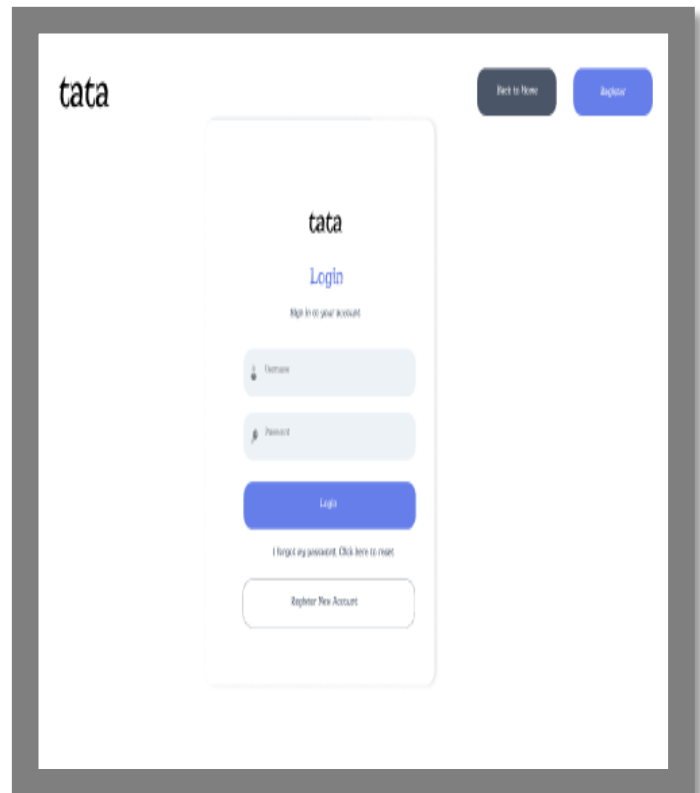 tata
Back to Home
Register
tata
Login
Sign in to your account
Username
Password
Login
I forgot my password. Click here to reset
Register New Account